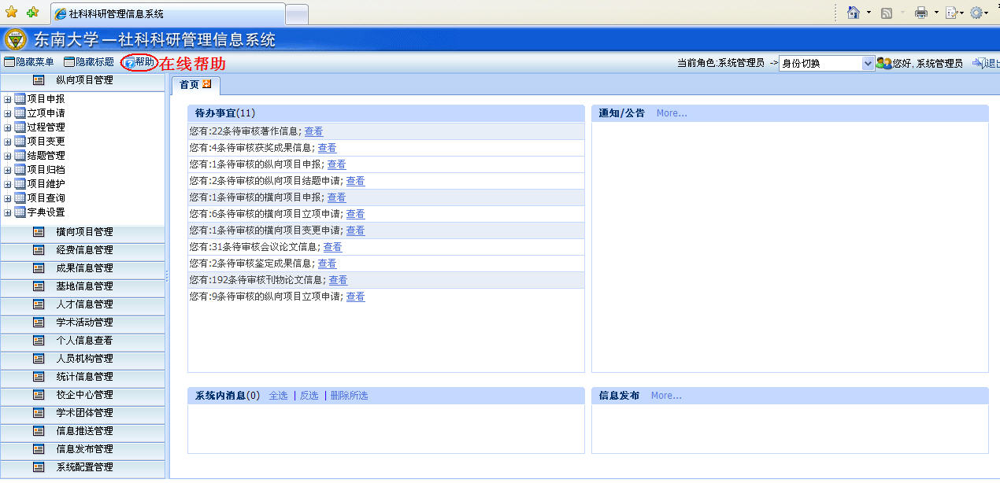 社科科研管理信息系统
东南大学—社科科研管理信息系统
隐藏菜单 隐藏标题 帮助 在线帮助
当前角色:系统管理员 -> 身份切换 您好, 系统管理员 退出
纵向项目管理
项目申报
立项申请
过程管理
项目变更
结题管理
项目归档
项目维护
项目查询
字典设置
横向项目管理
经费信息管理
成果信息管理
基地信息管理
人才信息管理
学术活动管理
个人信息查看
人员机构管理
统计信息管理
校企中心管理
学术团体管理
信息推送管理
信息发布管理
系统配置管理
首页
待办事宜(11)
您有:22条待审核著作信息; 查看
您有:4条待审核获奖成果信息; 查看
您有:1条待审核的纵向项目申报; 查看
您有:2条待审核的纵向项目结题申请; 查看
您有:1条待审核的横向项目申报; 查看
您有:6条待审核的横向项目立项申请; 查看
您有:1条待审核的横向项目变更申请; 查看
您有:31条待审核会议论文信息; 查看
您有:2条待审核鉴定成果信息; 查看
您有:192条待审核刊物论文信息; 查看
您有:9条待审核的纵向项目立项申请; 查看
通知/公告 More...
系统内消息(0) 全选 | 反选 | 删除所选
信息发布 More...